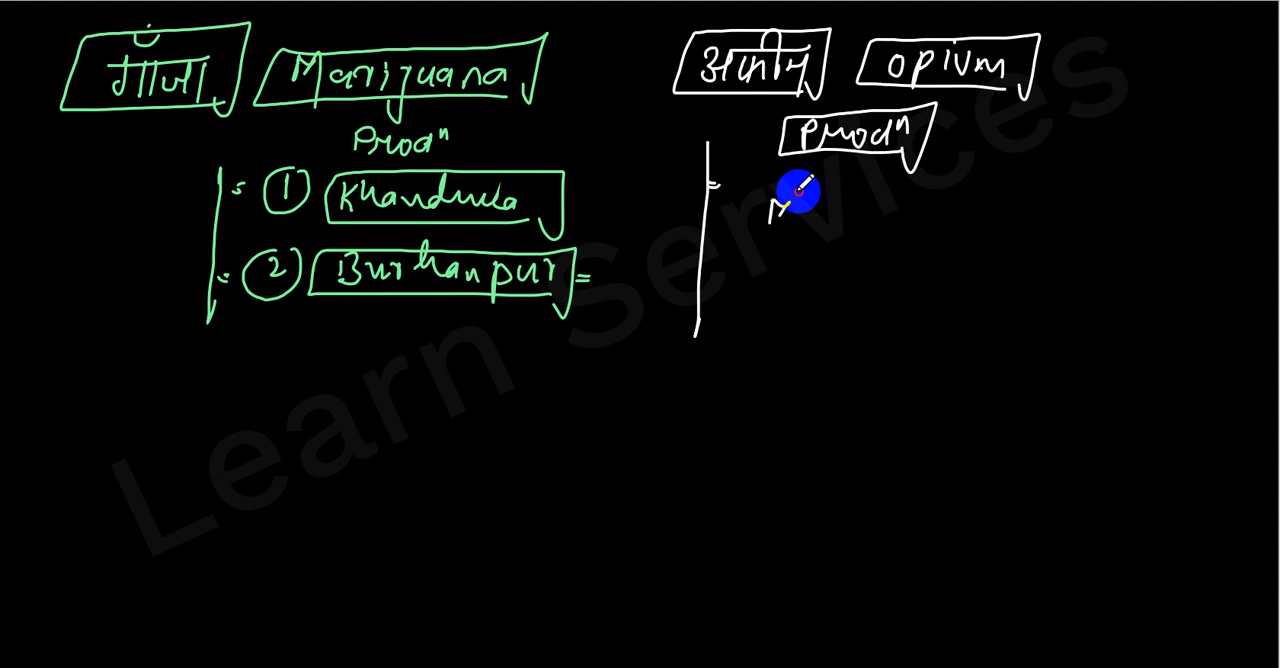 गाँजा Marijuana
Prodⁿ
= ① Khandwa
= ② Burhanpur =
अफीम opium
Prodⁿ
=
M
Learn Services